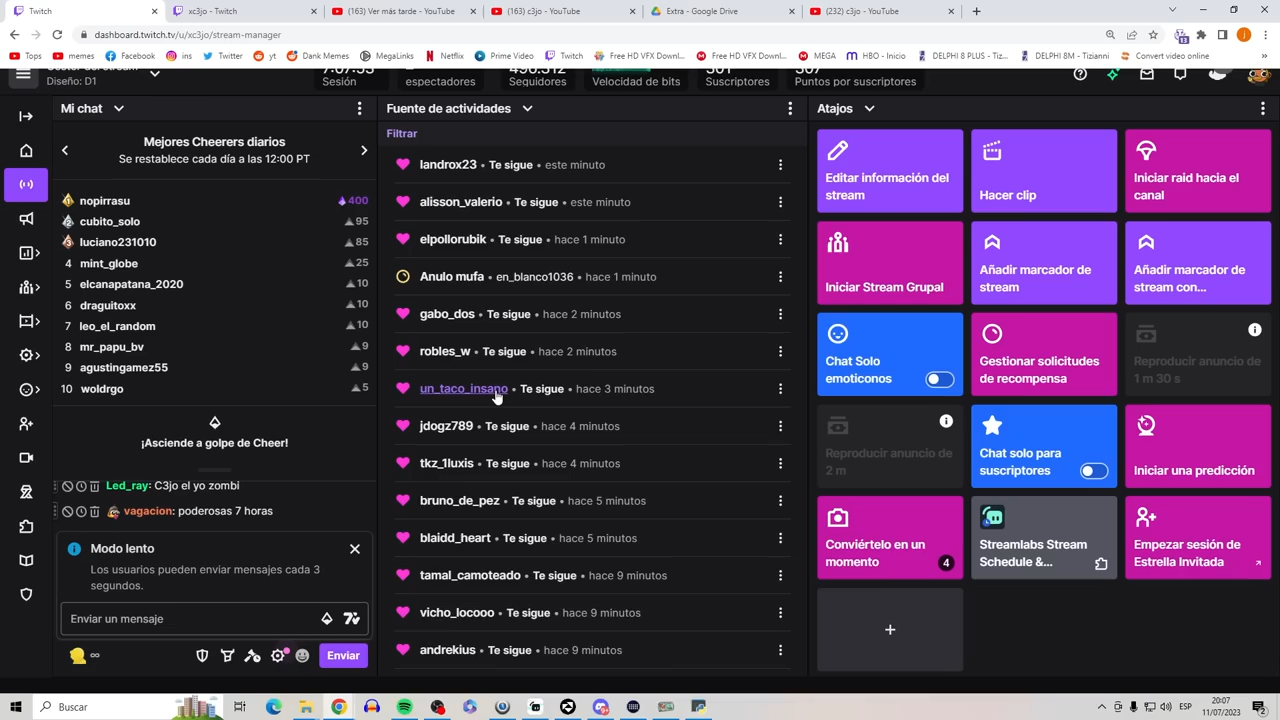 Twitch
xc3jo - Twitch
(163) Ver más tarde - YouTube
(163) c3jo - YouTube
Extra - Google Drive
(232) c3jo - YouTube
dashboard.twitch.tv/u/xc3jo/stream-manager
Tops
memes
Facebook
ins
Twitter
yt
Dark Memes
MegaLinks
Netflix
Prime Video
Twitch
Free HD VFX Downlo...
Free HD VFX Downlo...
MEGA
HBO - Inicio
DELPHI 8 PLUS - Tiz...
DELPHI 8M - Tizianni
Convert video online
Diseño: D1
Sesión
espectadores
Seguidores
Velocidad de bits
Suscriptores
Puntos por suscriptores
Mi chat
Mejores Cheerers diarios
Se restablece cada día a las 12:00 PT
1 nopirrasu 400
2 cubito_solo 95
3 luciano231010 85
4 mint_globe 25
5 elcanapatana_2020 10
6 draguitoxx 10
7 leo_el_random 10
8 mr_papu_bv 9
9 agustingamez55 9
10 woldrgo 5
¡Asciende a golpe de Cheer!
Led_ray: C3jo el yo zombi
vagacion: poderosas 7 horas
Modo lento
Los usuarios pueden enviar mensajes cada 3
segundos.
Enviar un mensaje
Enviar
Fuente de actividades
Filtrar
landrox23 • Te sigue • este minuto
alisson_valerio • Te sigue • este minuto
elpollorubik • Te sigue • hace 1 minuto
Anulo mufa • en_blanco1036 • hace 1 minuto
gabo_dos • Te sigue • hace 2 minutos
robles_w • Te sigue • hace 2 minutos
• Te sigue • hace 3 minutos
jdogz789 • Te sigue • hace 4 minutos
tkz_1luxis • Te sigue • hace 4 minutos
bruno_de_pez • Te sigue • hace 5 minutos
blaidd_heart • Te sigue • hace 5 minutos
tamal_camoteado • Te sigue • hace 9 minutos
vicho_locooo • Te sigue • hace 9 minutos
andrekius • Te sigue • hace 9 minutos
Atajos
Editar información del
stream
Hacer clip
Iniciar raid hacia el
canal
Iniciar Stream Grupal
Añadir marcador de
stream
Añadir marcador de
stream con...
Chat Solo
emoticonos
Gestionar solicitudes
de recompensa
Reproducir anuncio de
1 m 30 s
Reproducir anuncio de
2 m
Chat solo para
suscriptores
Iniciar una predicción
Conviértelo en un
momento
4
Streamlabs Stream
Schedule &...
Empezar sesión de
Estrella Invitada
Buscar
ESP
20:07
11/07/2023